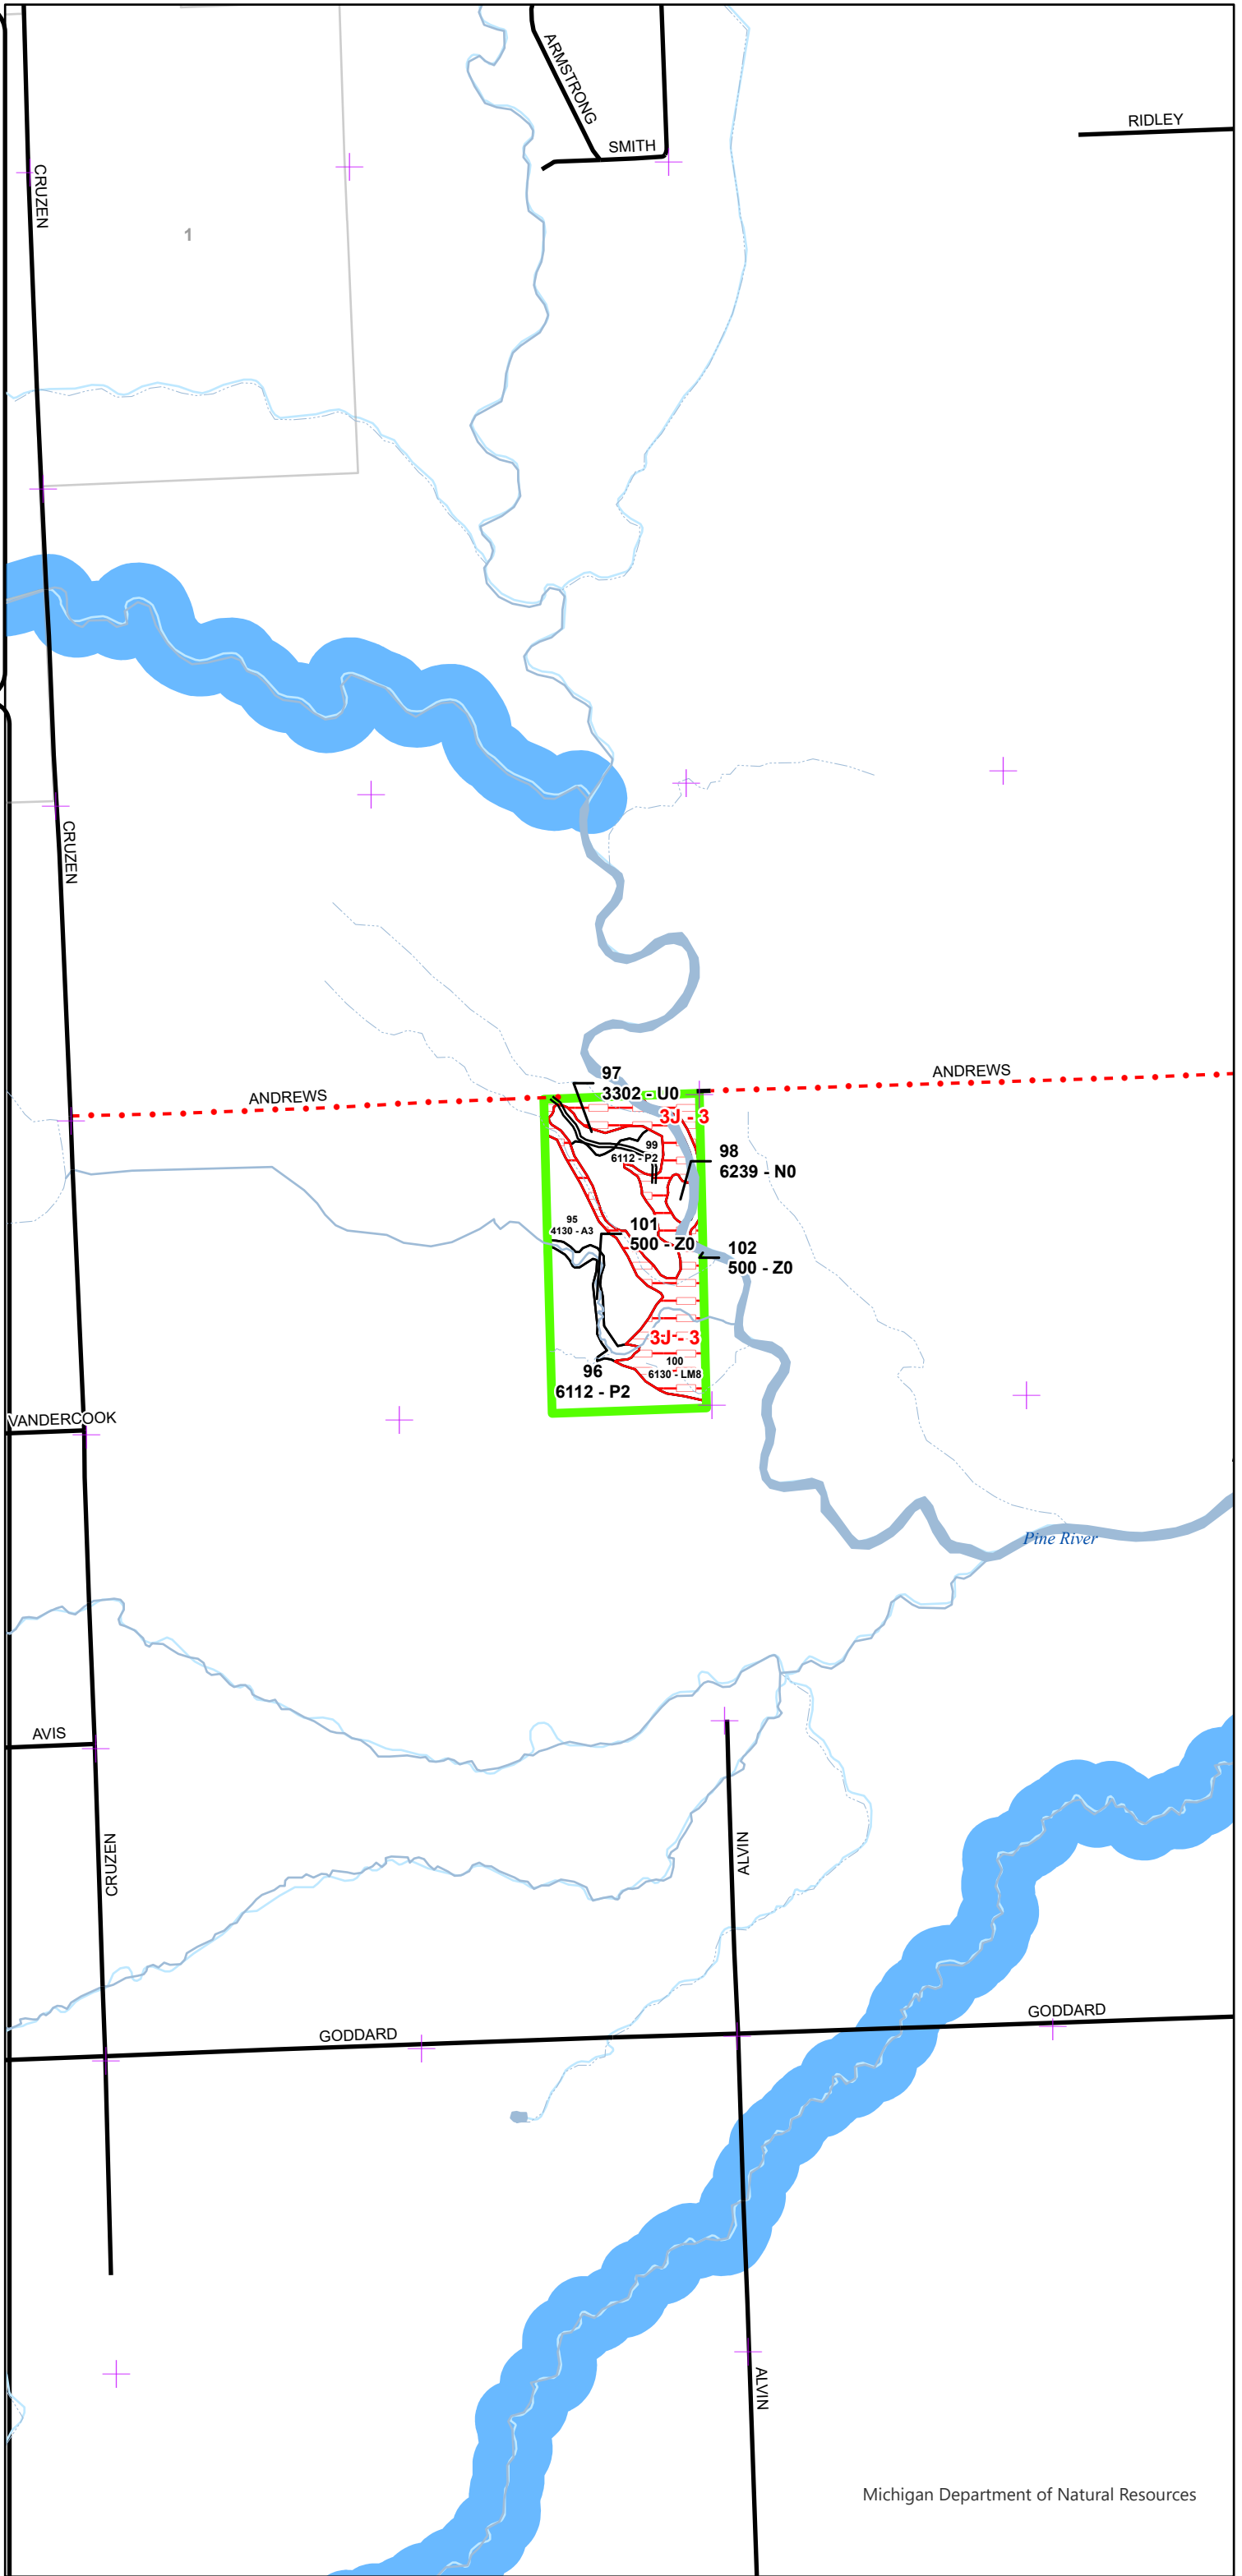 ARMSTRONG
SMITH
RIDLEY
CRUZEN
1
CRUZEN
ANDREWS
ANDREWS
97
3302 - U0
3J - 3
99
6112 - P2
98
6239 - N0
95
4130 - A3
101
500 - Z0
102
500 - Z0
3J - 3
100
6130 - LM8
96
6112 - P2
VANDERCOOK
Pine River
AVIS
CRUZEN
ALVIN
GODDARD
GODDARD
ALVIN
Michigan Department of Natural Resources